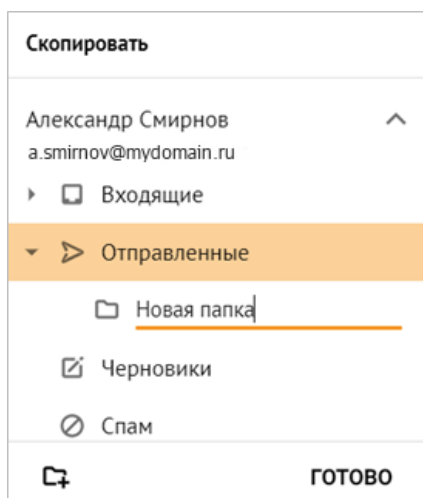 Скопировать
Александр Смирнов
a.smirnov@mydomain.ru
Входящие
Отправленные
Новая папка
Черновики
Спам
ГОТОВО